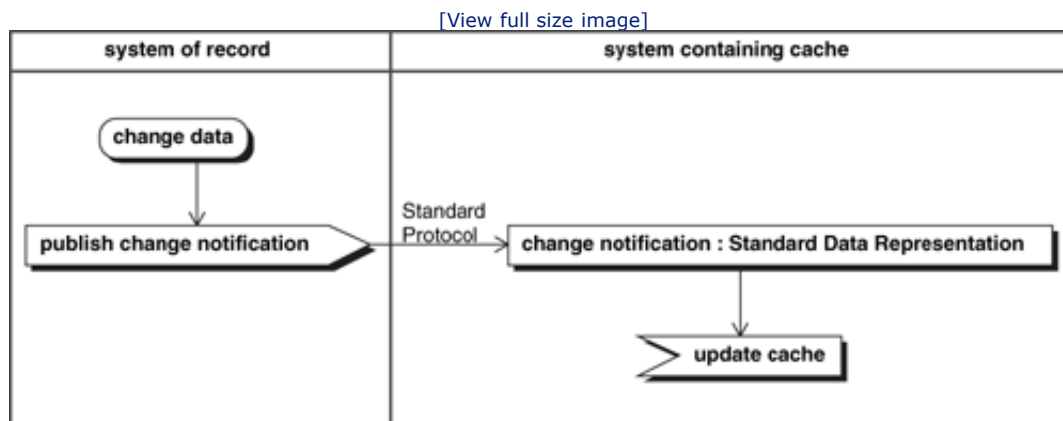 [View full size image]
system of record
system containing cache
change data
Standard
Protocol
publish change notification
change notification : Standard Data Representation
update cache